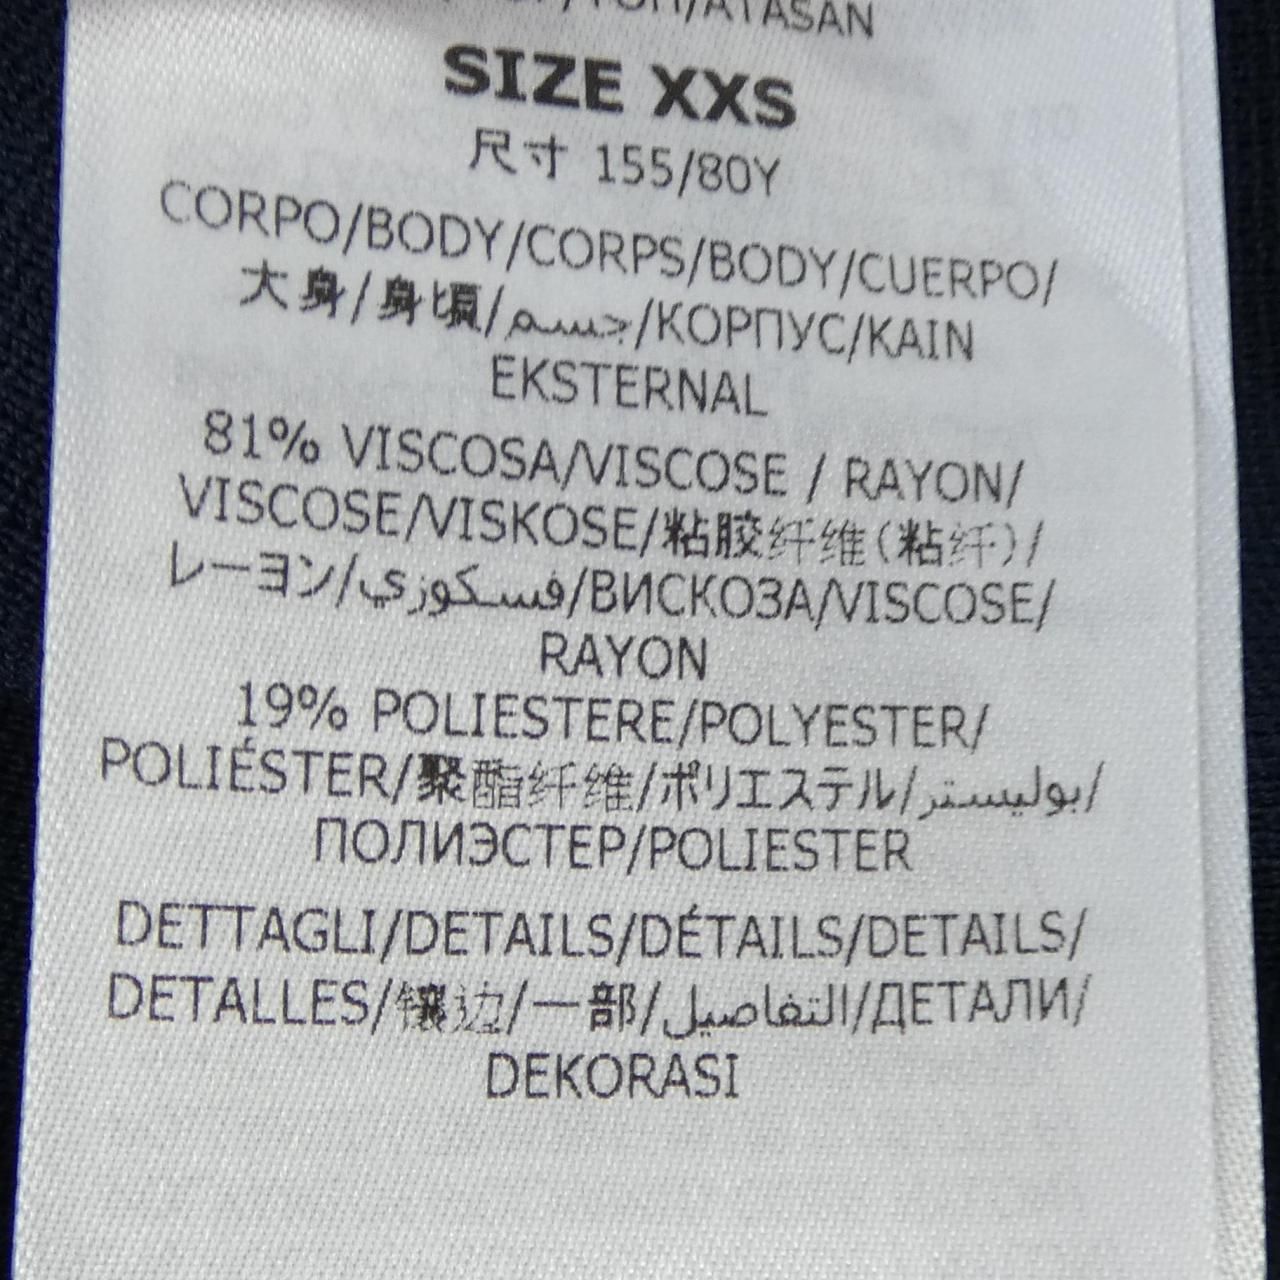 /ATASAN
SIZE XXS
尺寸 155/80Y
CORPO/BODY/CORPS/BODY/CUERPO/
大身/身頃/جسم/КОРПУС/KAIN
EKSTERNAL
81% VISCOSA/VISCOSE / RAYON/
VISCOSE/VISKOSE/粘胶纤维(粘纤)/
レーヨン/فسكوزي/ВИСКОЗА/VISCOSE/
RAYON
19% POLIESTERE/POLYESTER/
POLIÉSTER/聚酯纤维/ポリエステル/بوليستر/
ПОЛИЭСТЕР/POLIESTER
DETTAGLI/DETAILS/DÉTAILS/DETAILS/
DETALLES/镶边/一部/التفاصيل/ДЕТАЛИ/
DEKORASI